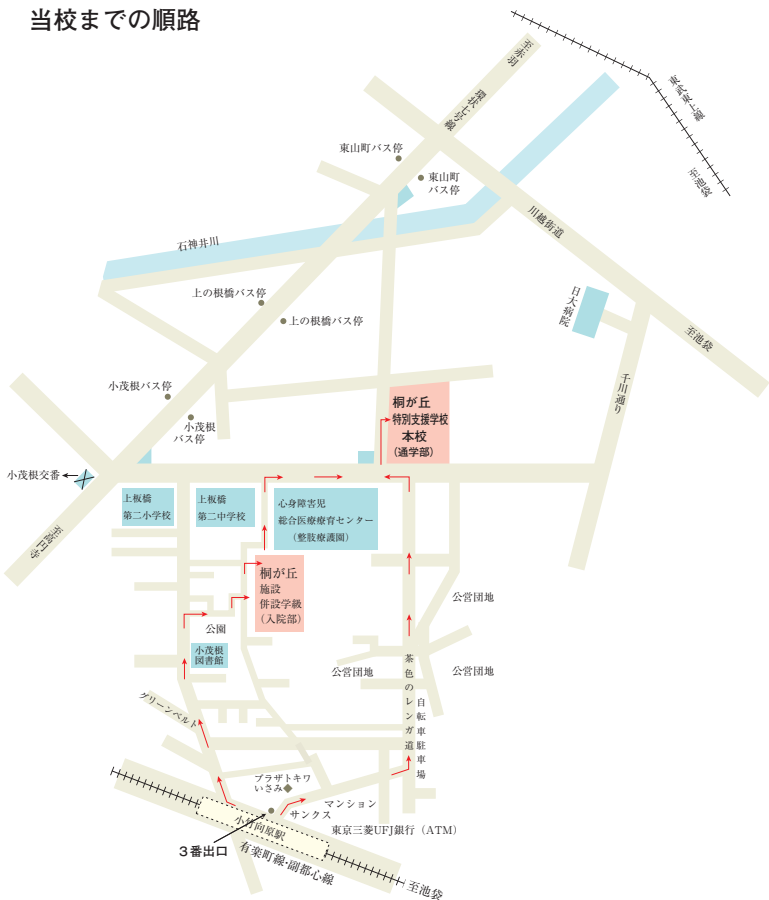 当校までの順路
至赤羽
環状七号線
東武東上線
至池袋
東山町バス停
東山町
バス停
川越街道
石神井川
上の根橋バス停
上の根橋バス停
日大病院
至池袋
千川通り
小茂根バス停
小茂根
バス停
桐が丘
特別支援学校
本校
（通学部）
小茂根交番
上板橋
第二小学校
上板橋
第二中学校
心身障害児
総合医療療育センター
（整肢療護園）
至高円寺
桐が丘
施設
併設学級
（入院部）
公園
公営団地
小茂根
図書館
公営団地
公営団地
茶色のレンガ道
自転車駐車場
グリーンベルト
プラザトキワ
いさみ
マンション
サンクス
小竹向原駅
東京三菱UFJ銀行（ATM）
３番出口
有楽町線・副都心線
至池袋